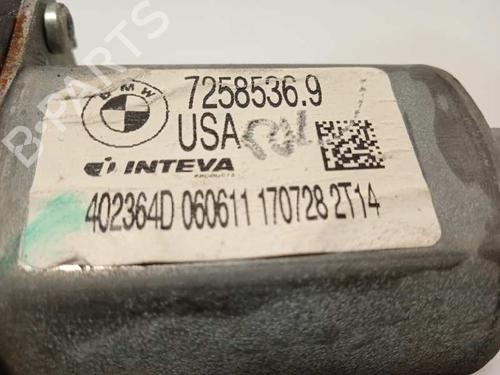 BMW
7258536.9
USA
INTEVA
PRODUCTS
402364D 060611 170728 2T14
B-PARTS